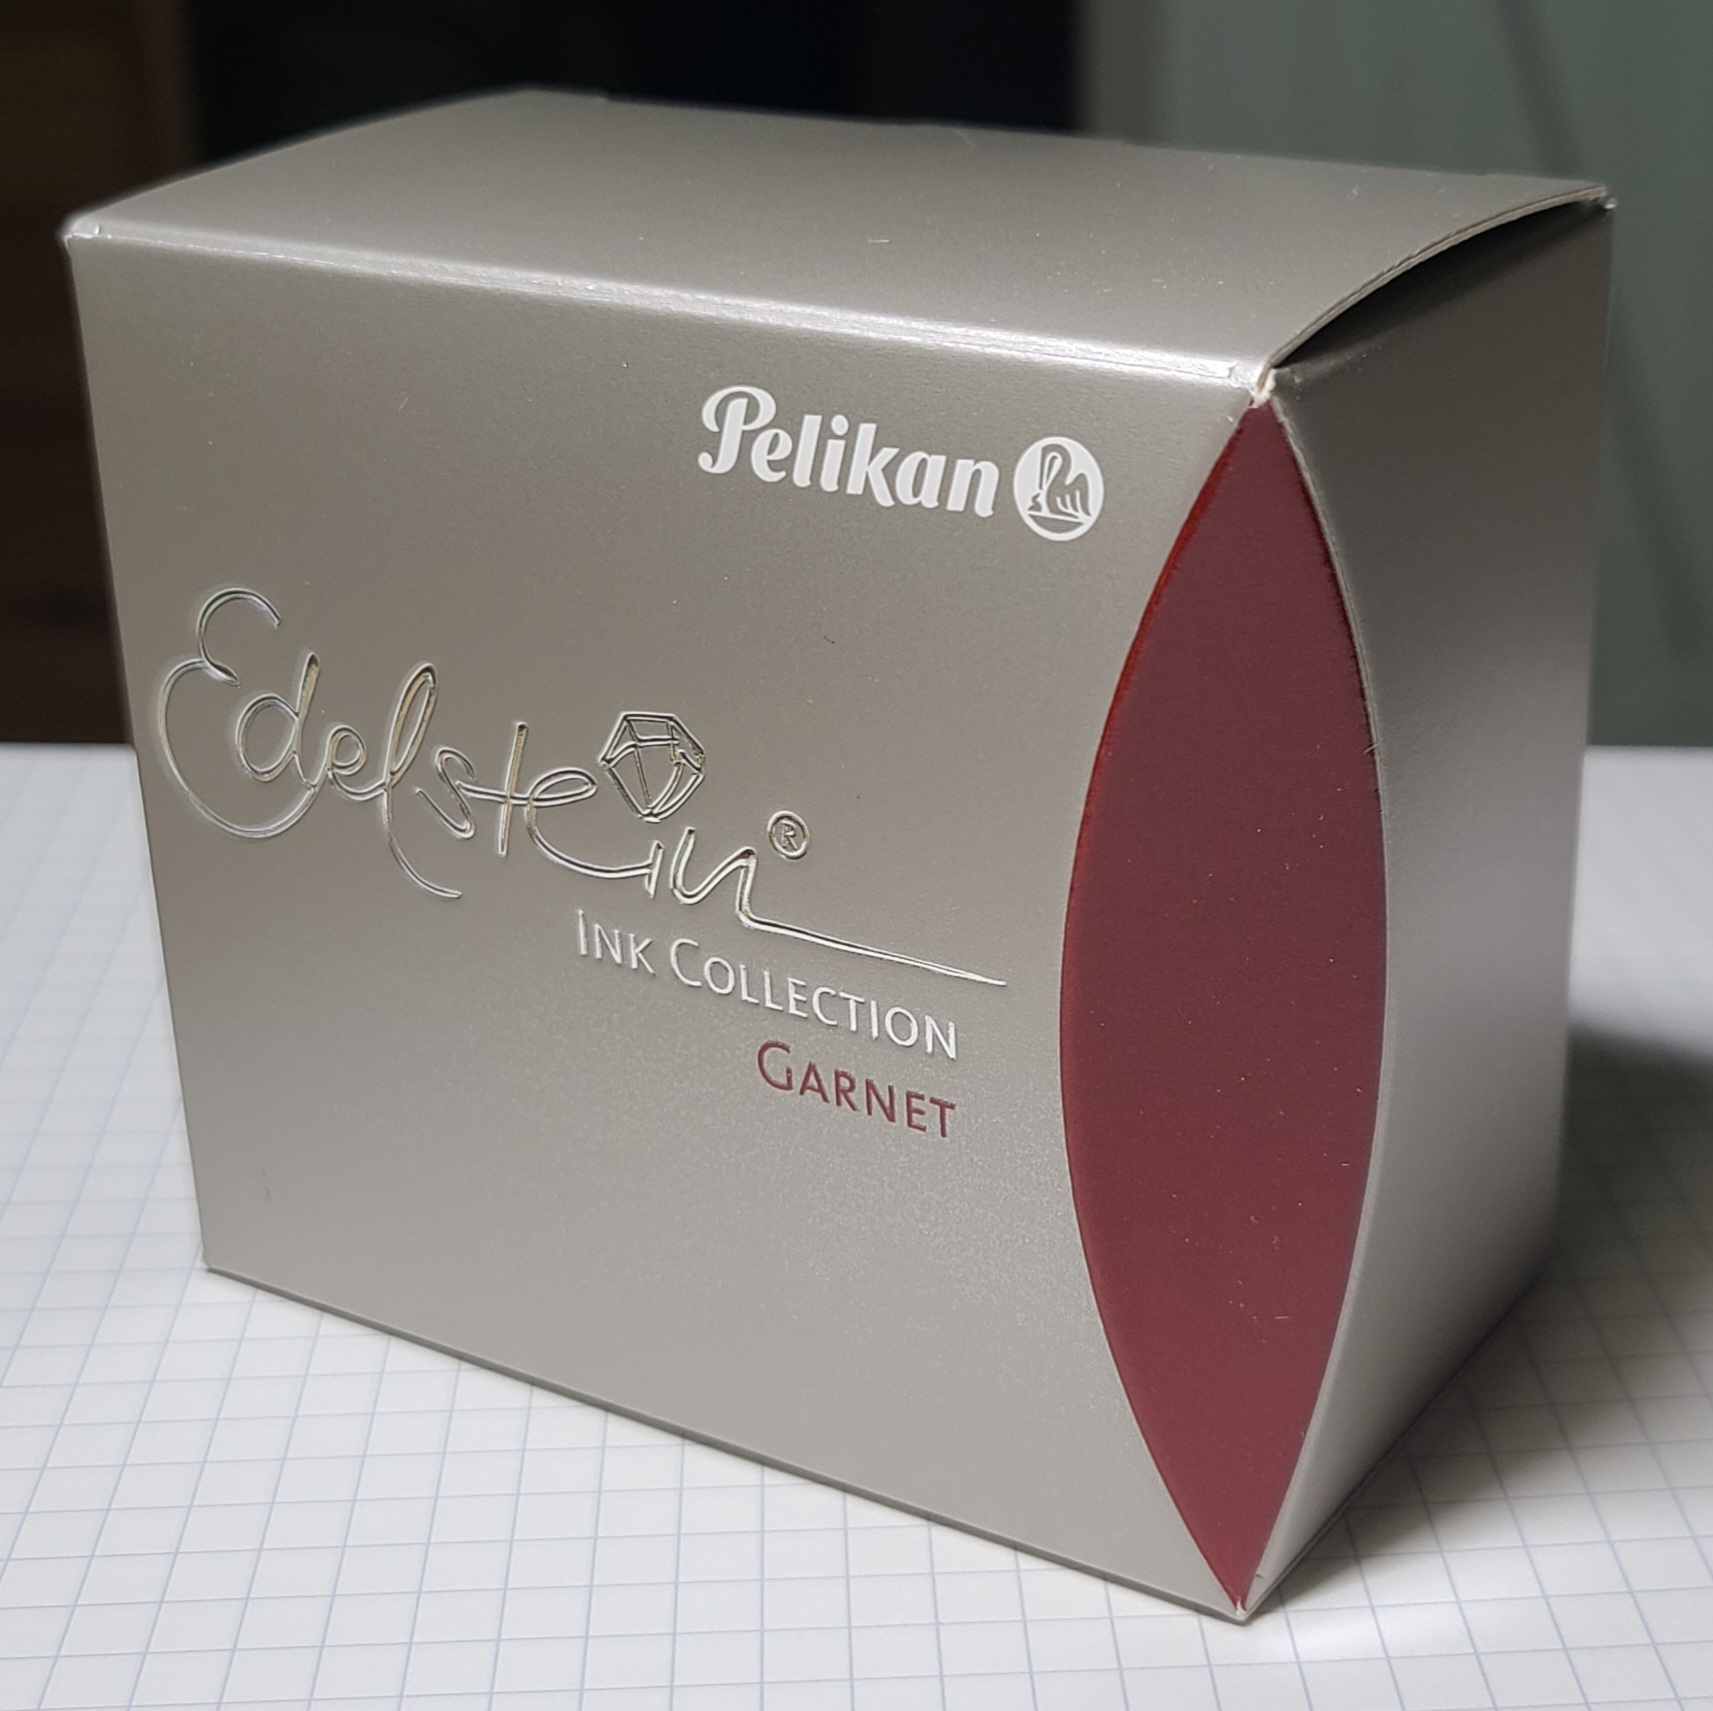 Pelikan
Edelstein®
INK COLLECTION
GARNET